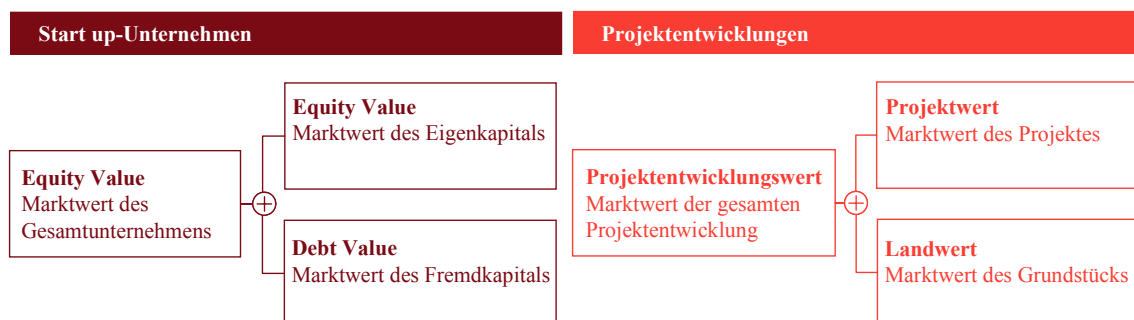 Start up-Unternehmen
Projektentwicklungen
Equity Value
Marktwert des
Gesamtunternehmens
Equity Value
Marktwert des Eigenkapitals
Debt Value
Marktwert des Fremdkapitals
Projektentwicklungswert
Marktwert der gesamten
Projektentwicklung
Projektwert
Marktwert des Projektes
Landwert
Marktwert des Grundstücks